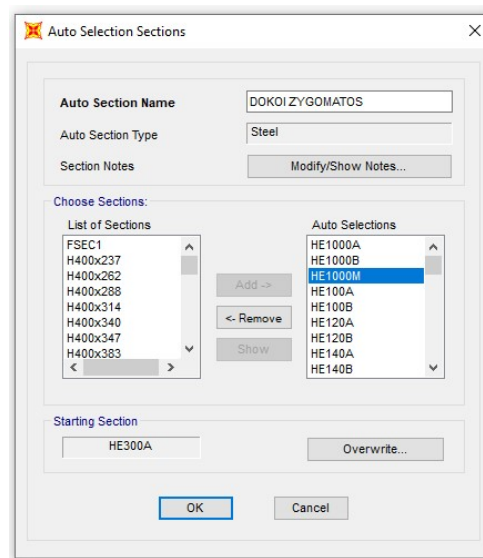 Auto Selection Sections
Auto Section Name DOKOI ZYGOMATOS
Auto Section Type Steel
Section Notes Modify/Show Notes...
Choose Sections:
List of Sections
FSEC1
H400x237
H400x262
H400x288
H400x314
H400x340
H400x347
H400x383
Add ->
<- Remove
Show
Auto Selections
HE1000A
HE1000B
HE1000M
HE100A
HE100B
HE120A
HE120B
HE140A
HE140B
Starting Section
HE300A Overwrite...
OK Cancel